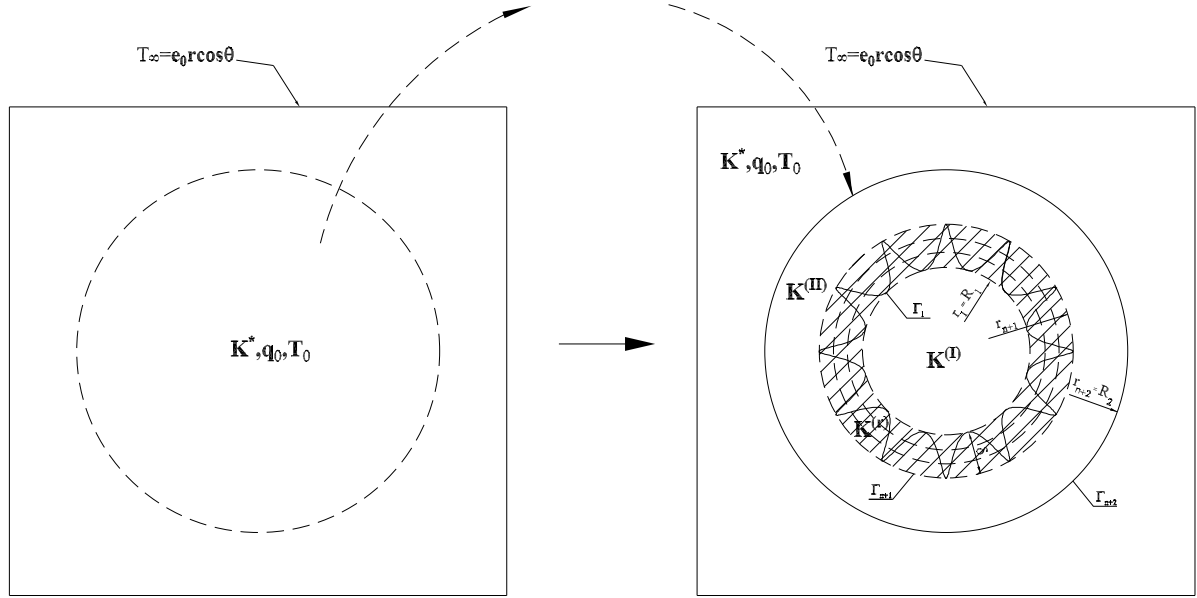 T∞=e₀rcosθ
K*,q₀,T₀
T∞=e₀rcosθ
K*,q₀,T₀
K⁽ᴵᴵ⁾
Γ₁
r₁=R₁
rₙ₊₁
K⁽ᴵ⁾
rₙ₊₂=R₂
K⁽ʳ⁾
Γₙ₊₁
Γₙ₊₂